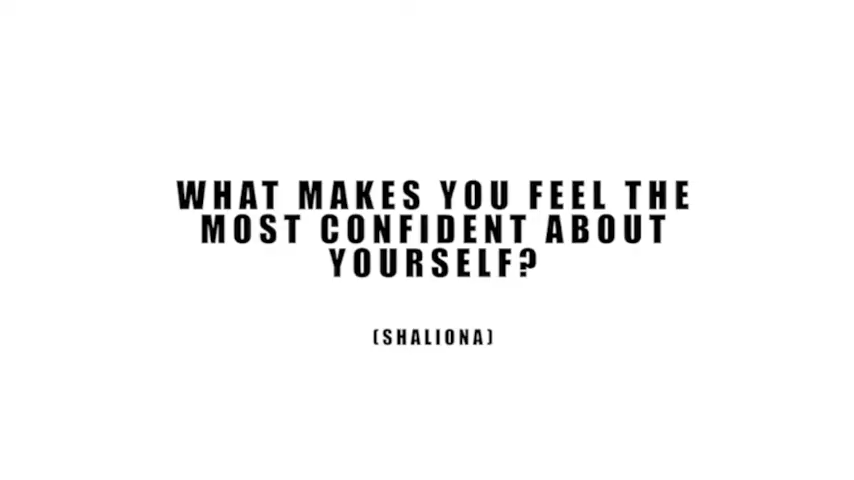 WHAT MAKES YOU FEEL THE
MOST CONFIDENT ABOUT
YOURSELF?
(SHALIONA)